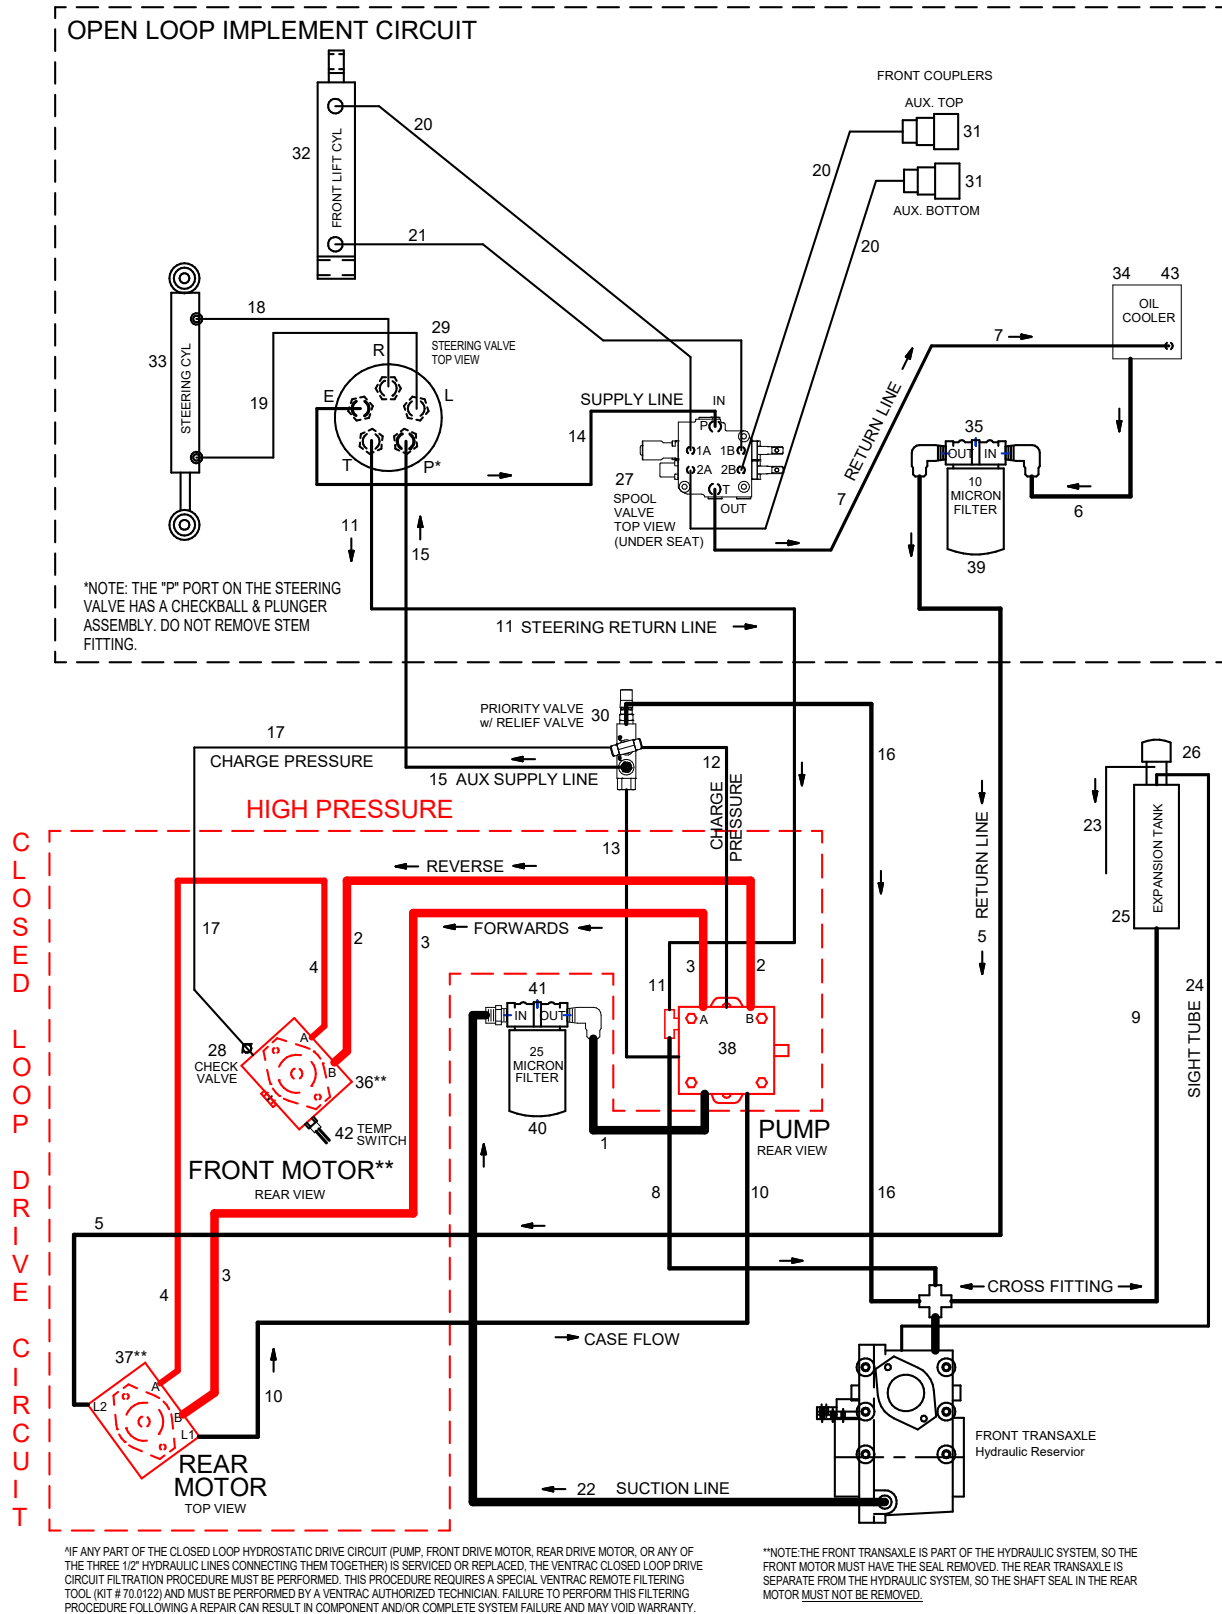 OPEN LOOP IMPLEMENT CIRCUIT
FRONT COUPLERS
AUX. TOP
31
20
32
FRONT LIFT CYL
20
31
AUX. BOTTOM
21
20
34 43
OIL
COOLER
18
29
STEERING VALVE
TOP VIEW
7
33
STEERING CYL
R
E
L
19
T
P*
SUPPLY LINE
IN
14
P
1A 1B
2A 2B
T
OUT
27
SPOOL
VALVE
TOP VIEW
(UNDER SEAT)
RETURN LINE
7
35
OUT IN
10
MICRON
FILTER
39
6
11
15
*NOTE: THE "P" PORT ON THE STEERING
VALVE HAS A CHECKBALL & PLUNGER
ASSEMBLY. DO NOT REMOVE STEM
FITTING.
11 STEERING RETURN LINE
PRIORITY VALVE
w/ RELIEF VALVE
30
17
CHARGE PRESSURE
15 AUX SUPPLY LINE
12
16
26
HIGH PRESSURE
CHARGE
PRESSURE
13
23
EXPANSION TANK
25
RETURN LINE
5
CLOSED LOOP DRIVE CIRCUIT
REVERSE
FORWARDS
17
2
3
4
3
2
11
41
IN OUT
25
MICRON
FILTER
40
A
B
38
24
9
SIGHT TUBE
28
CHECK
VALVE
A
B
36**
42 TEMP
SWITCH
1
PUMP
REAR VIEW
FRONT MOTOR**
REAR VIEW
8
10
16
5
3
4
CROSS FITTING
CASE FLOW
37**
A
L2
B
L1
10
REAR
MOTOR
TOP VIEW
FRONT TRANSAXLE
Hydraulic Reservior
22 SUCTION LINE
^IF ANY PART OF THE CLOSED LOOP HYDROSTATIC DRIVE CIRCUIT (PUMP, FRONT DRIVE MOTOR, REAR DRIVE MOTOR, OR ANY OF
THE THREE 1/2" HYDRAULIC LINES CONNECTING THEM TOGETHER) IS SERVICED OR REPLACED, THE VENTRAC CLOSED LOOP DRIVE
CIRCUIT FILTRATION PROCEDURE MUST BE PERFORMED. THIS PROCEDURE REQUIRES A SPECIAL VENTRAC REMOTE FILTERING
TOOL (KIT # 70.0122) AND MUST BE PERFORMED BY A VENTRAC AUTHORIZED TECHNICIAN. FAILURE TO PERFORM THIS FILTERING
PROCEDURE FOLLOWING A REPAIR CAN RESULT IN COMPONENT AND/OR COMPLETE SYSTEM FAILURE AND MAY VOID WARRANTY.
**NOTE:THE FRONT TRANSAXLE IS PART OF THE HYDRAULIC SYSTEM, SO THE
FRONT MOTOR MUST HAVE THE SEAL REMOVED. THE REAR TRANSAXLE IS
SEPARATE FROM THE HYDRAULIC SYSTEM, SO THE SHAFT SEAL IN THE REAR
MOTOR MUST NOT BE REMOVED.